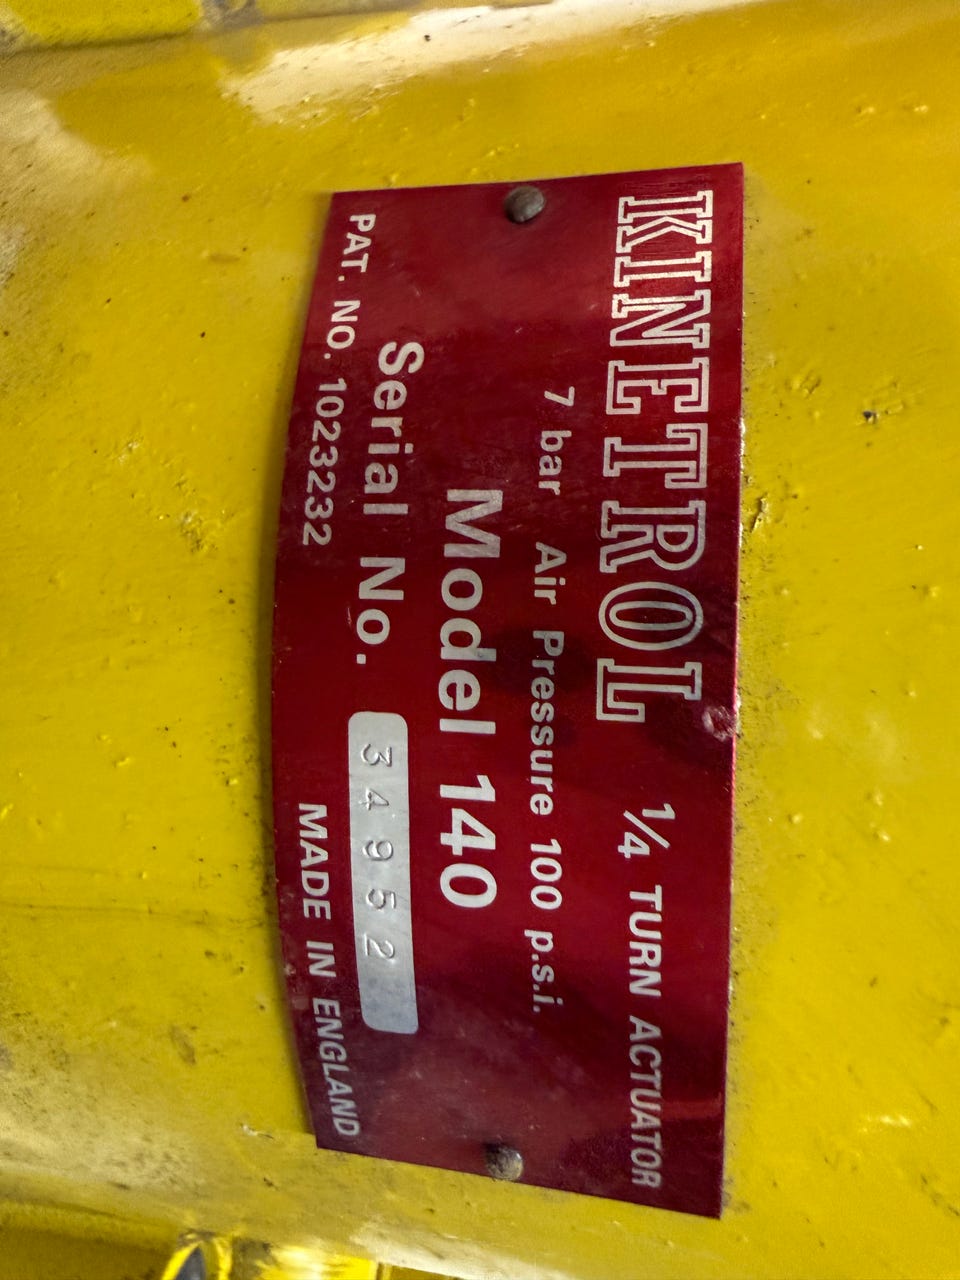 KINETROL 1/4 TURN ACTUATOR
7 bar Air Pressure 100 p.s.i.
Model 140
Serial No. 34952
PAT. NO. 1023232 MADE IN ENGLAND